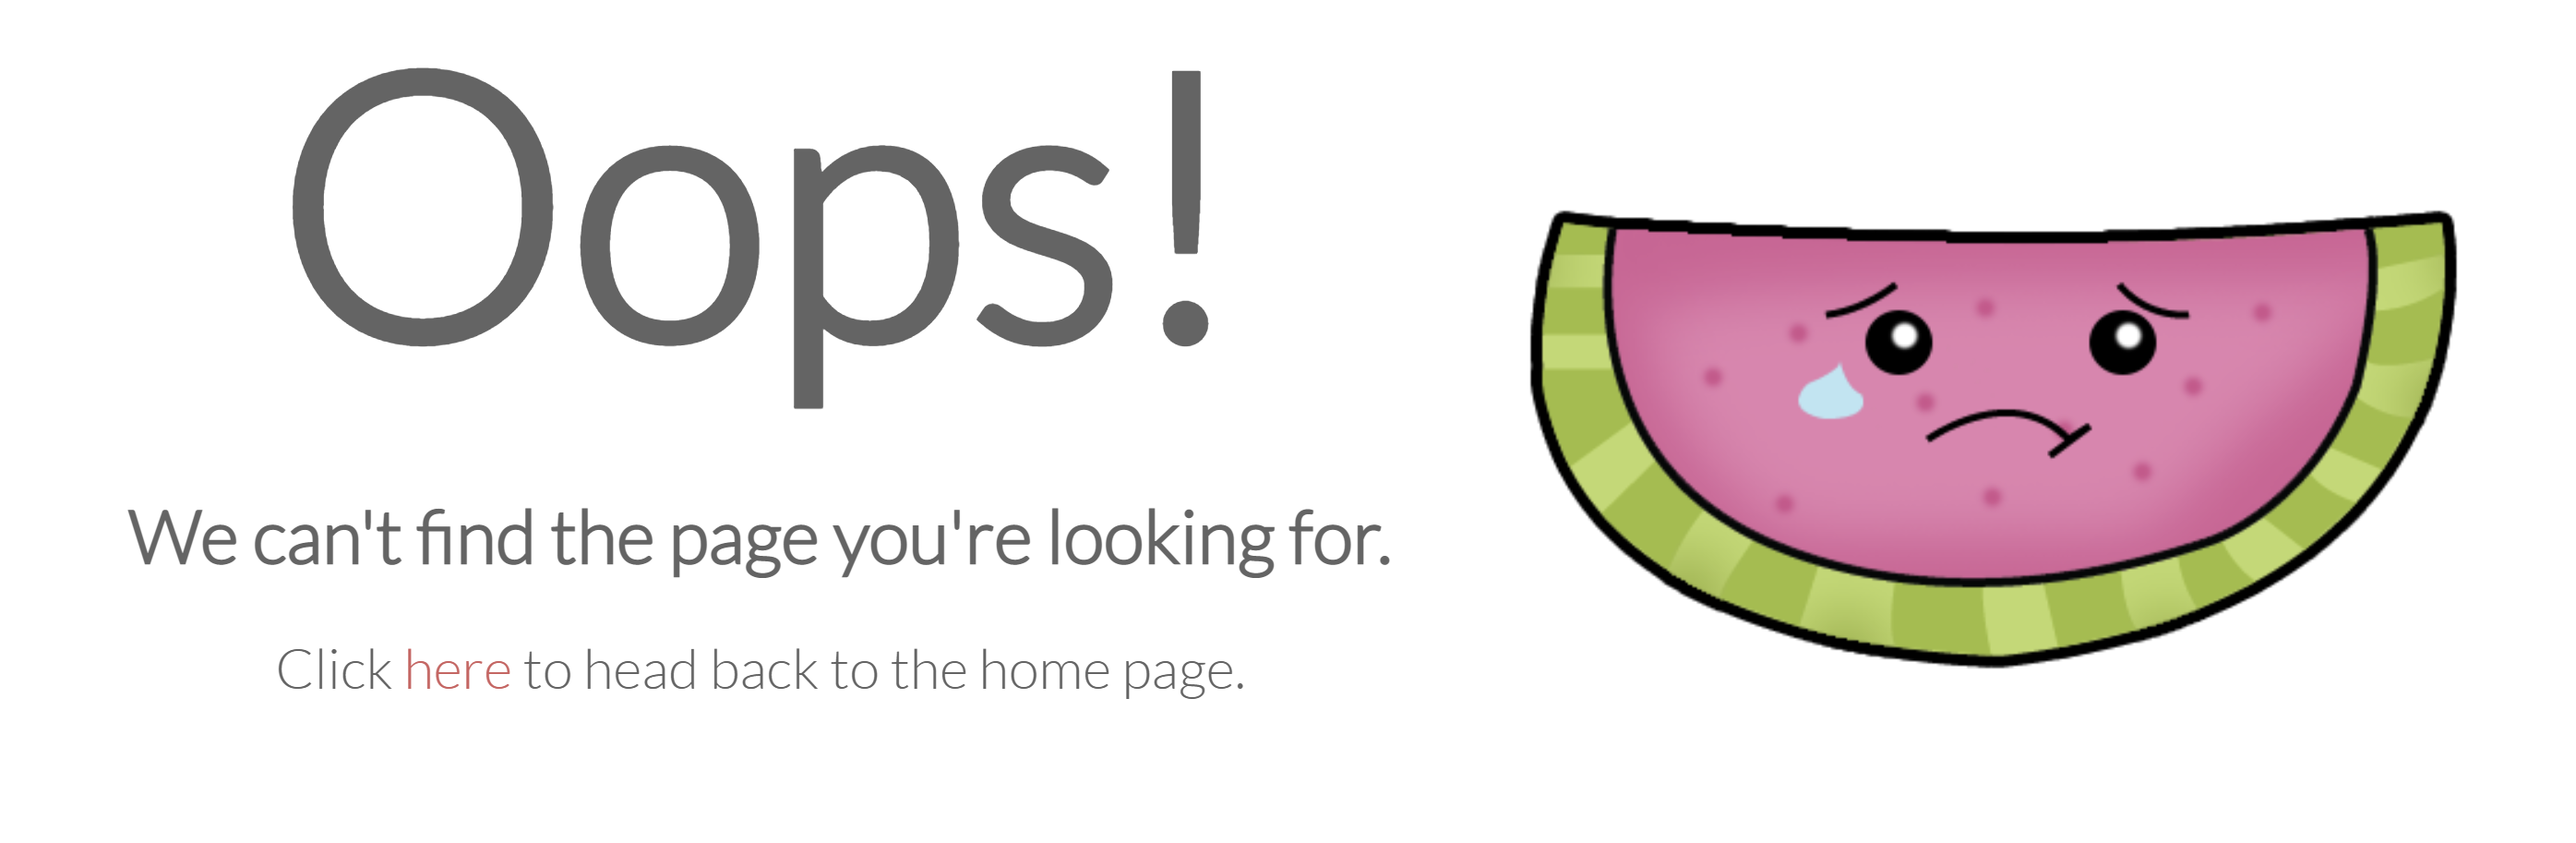 Oops!
We can't find the page you're looking for.
Click here to head back to the home page.